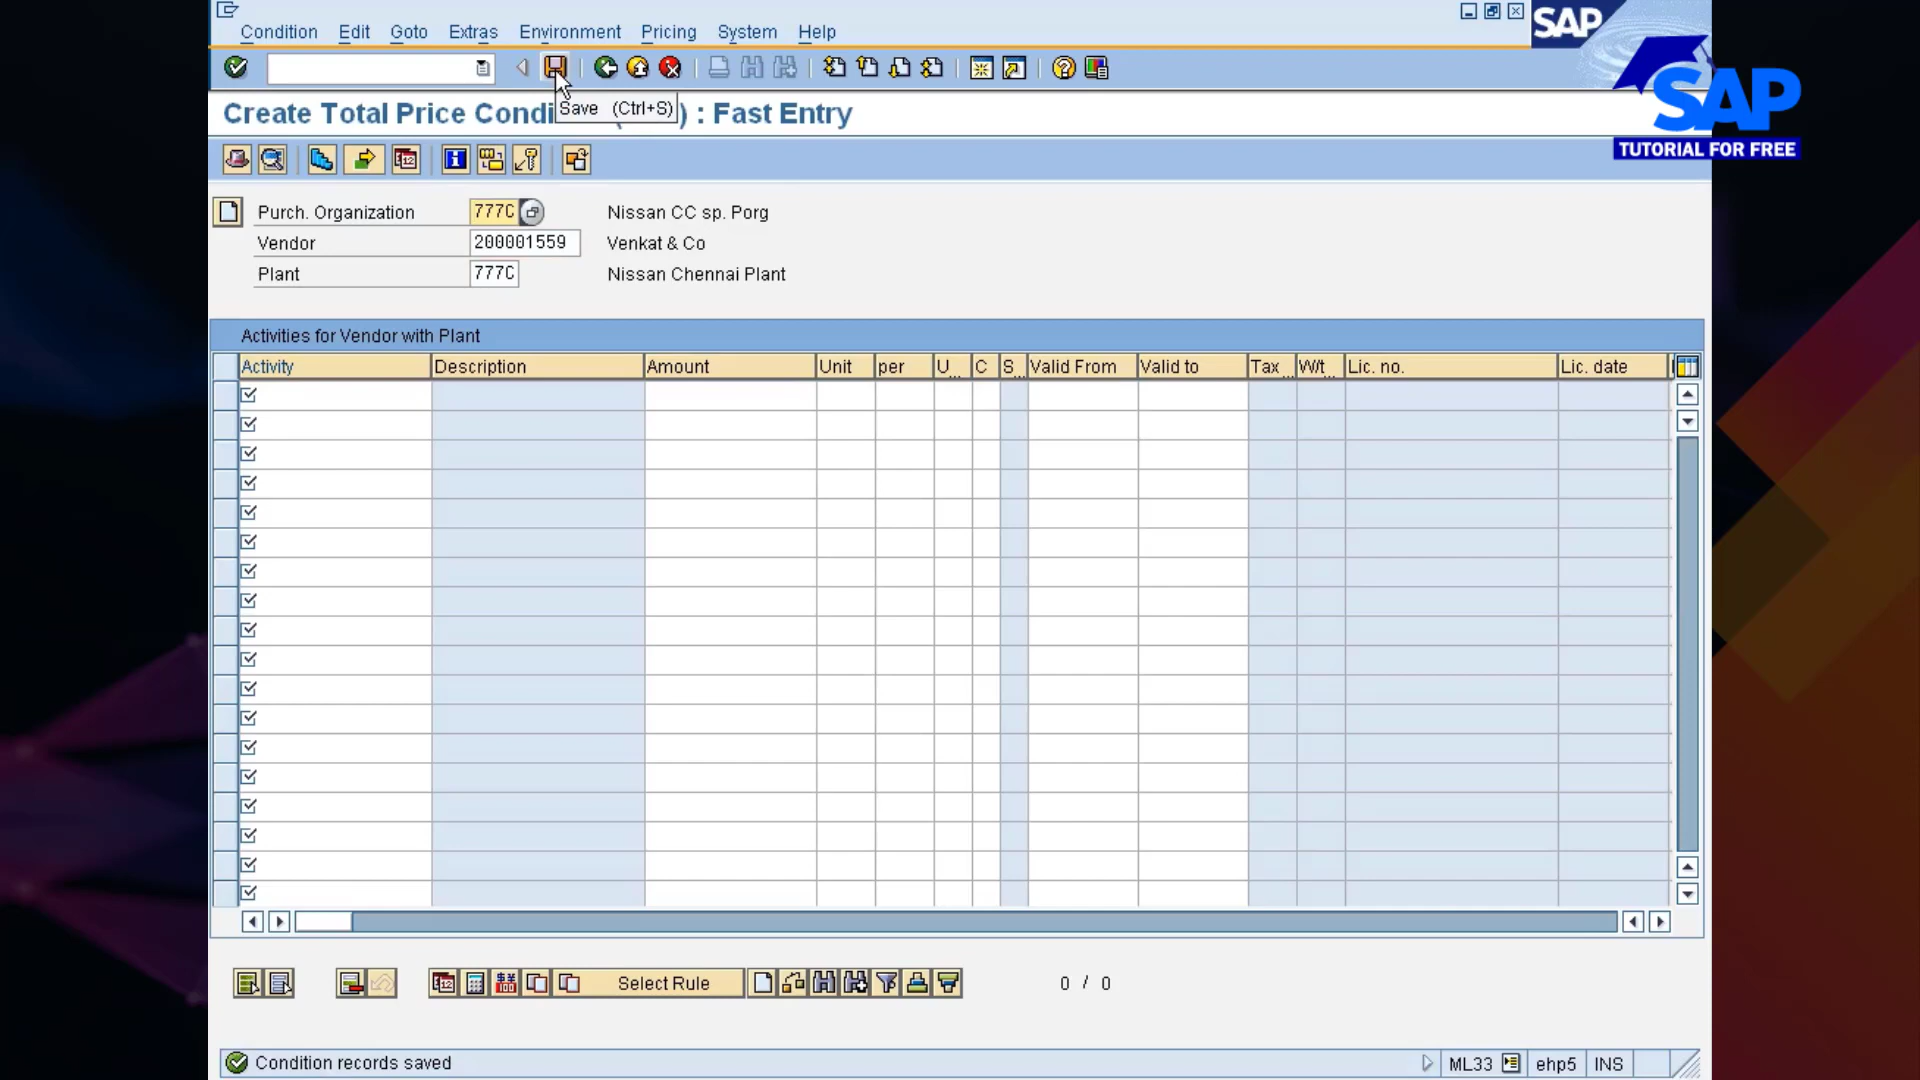 Condition Edit Goto Extras Environment Pricing System Help
SAP
SAP
TUTORIAL FOR FREE
Save (Ctrl+S)
Create Total Price Condi ) : Fast Entry
Purch. Organization 777C Nissan CC sp. Porg
Vendor 200001559 Venkat & Co
Plant 777C Nissan Chennai Plant
Activities for Vendor with Plant
Activity Description Amount Unit per U... C S... Valid From Valid to Tax... W/t... Lic. no. Lic. date
Select Rule 0 / 0
Condition records saved ML33 ehp5 INS